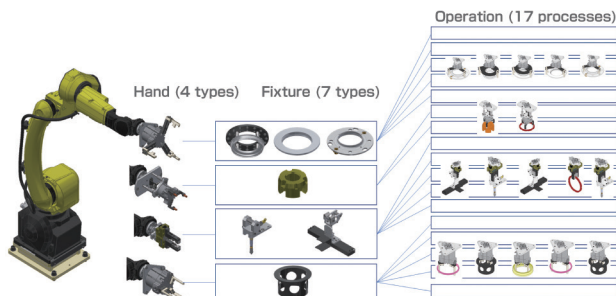 Operation (17 processes)
Hand (4 types)
Fixture (7 types)